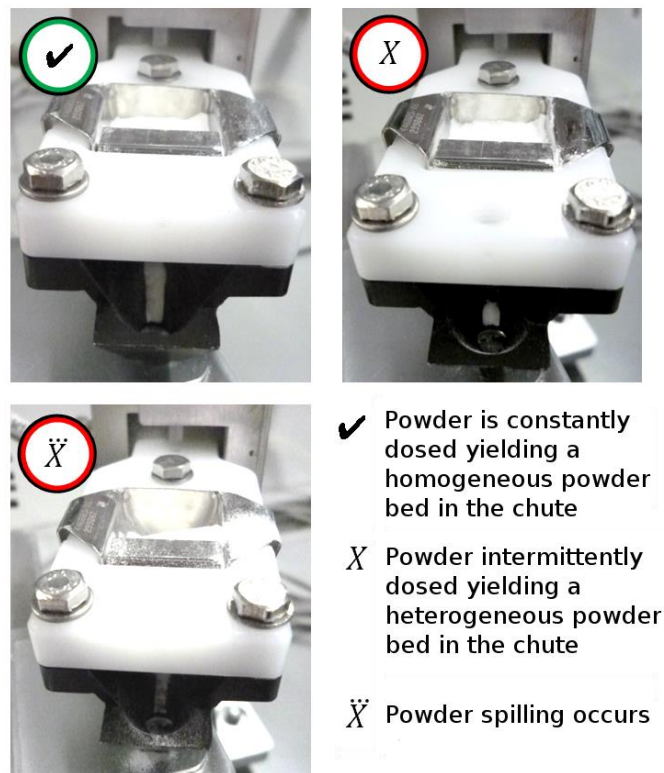 ✔
X
Ẍ
✔ Powder is constantly
dosed yielding a
homogeneous powder
bed in the chute
X Powder intermittently
dosed yielding a
heterogeneous powder
bed in the chute
Ẍ Powder spilling occurs